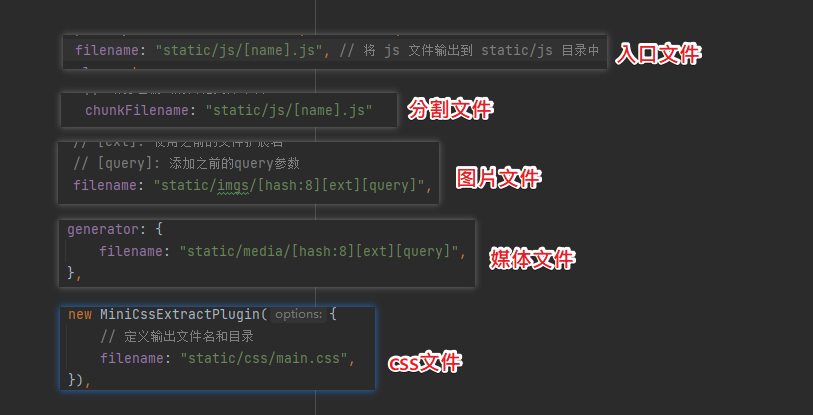 filename: "static/js/[name].js", // 将 js 文件输出到 static/js 目录中
入口文件
chunkFilename: "static/js/[name].js"
分割文件
// [ext]: 使用之前的文件扩展名
// [query]: 添加之前的query参数
filename: "static/imgs/[hash:8][ext][query]",
图片文件
generator: {
filename: "static/media/[hash:8][ext][query]",
},
媒体文件
new MiniCssExtractPlugin( options: {
// 定义输出文件名和目录
filename: "static/css/main.css",
}),
css文件